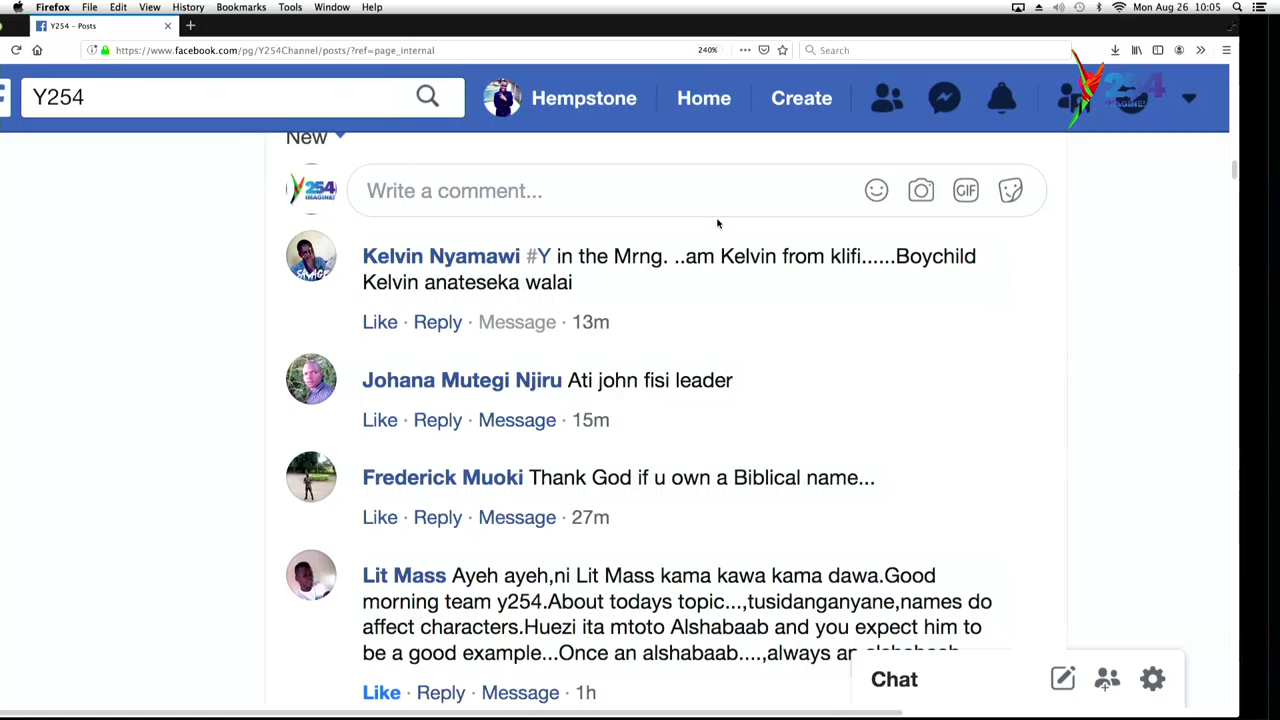 Firefox File Edit View History Bookmarks Tools Window Help Mon Aug 26 10:05
Y254 - Posts
https://www.facebook.com/pg/Y254Channel/posts/?ref=page_internal 240% Search
Y254 Hempstone Home Create
Y254
IMAGINE!
New
254
IMAGINE!
Write a comment... GIF
Kelvin Nyamawi #Y in the Mrng. ..am Kelvin from klifi......Boychild
Kelvin anateseka walai
SAVAGE
Like · Reply · Message · 13m
Johana Mutegi Njiru Ati john fisi leader
Like · Reply · Message · 15m
Frederick Muoki Thank God if u own a Biblical name...
Like · Reply · Message · 27m
Lit Mass Ayeh ayeh,ni Lit Mass kama kawa kama dawa.Good
morning team y254.About todays topic...,tusidanganyane,names do
affect characters.Huezi ita mtoto Alshabaab and you expect him to
be a good example...Once an alshabaab....,always an alshabaab
Like · Reply · Message · 1h
Chat